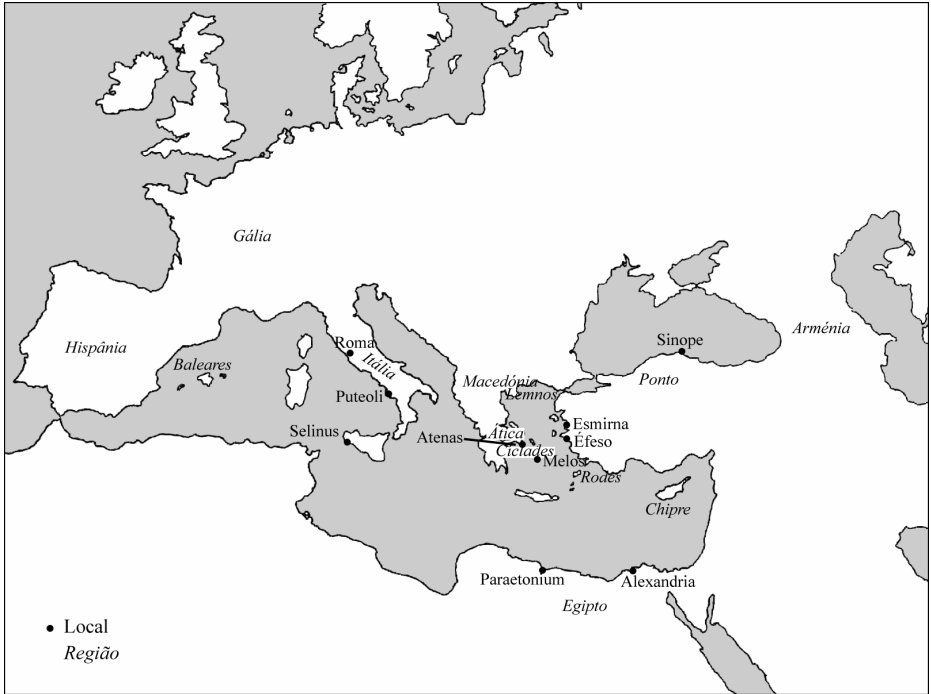 Gália
Arménia
Sinope
Roma
Hispânia
Itália
Baleares
Ponto
Macedónia
Lemnos
Puteoli
Esmirna
Selinus
Ática
Atenas
Éfeso
Cíclades
Melos
Rodes
Chipre
Paraetonium
Alexandria
Egipto
Local
Região